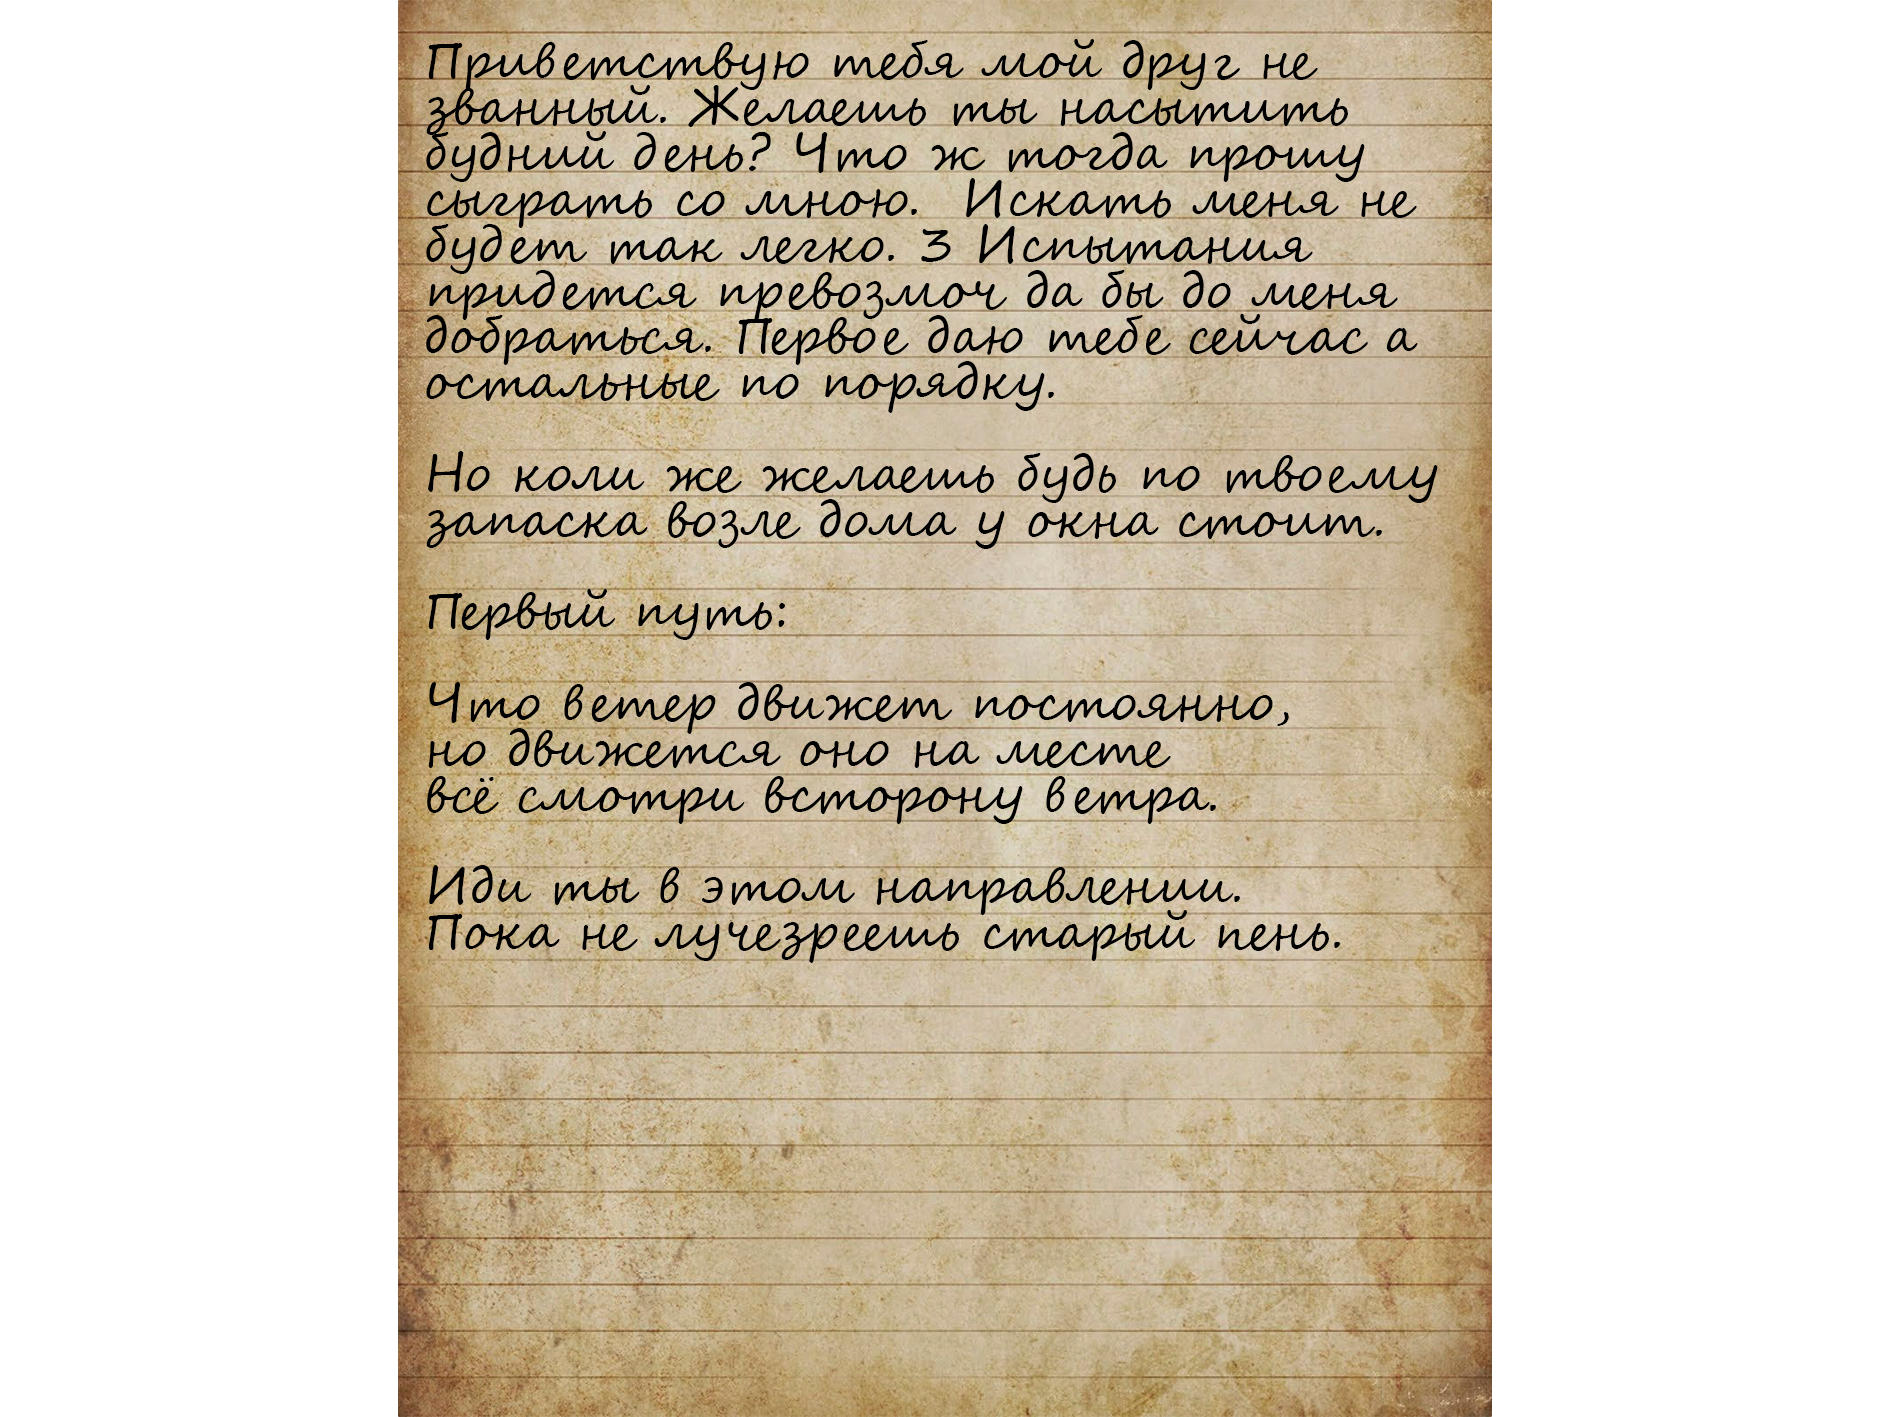 Приветствую тебя мой друг не
званный. Желаешь ты насытить
будний день? Что ж тогда прошу
сыграть со мною. Искать меня не
будет так легко. 3 Испытания
придется превозмоч да бы до меня
добраться. Первое даю тебе сейчас а
остальные по порядку.
Но коли же желаешь будь по твоему
запаска возле дома у окна стоит.
Первый путь:
Что ветер движет постоянно,
но движется оно на месте
всё смотри всторону ветра.
Иди ты в этом направлении.
Пока не лучезреешь старый пень.